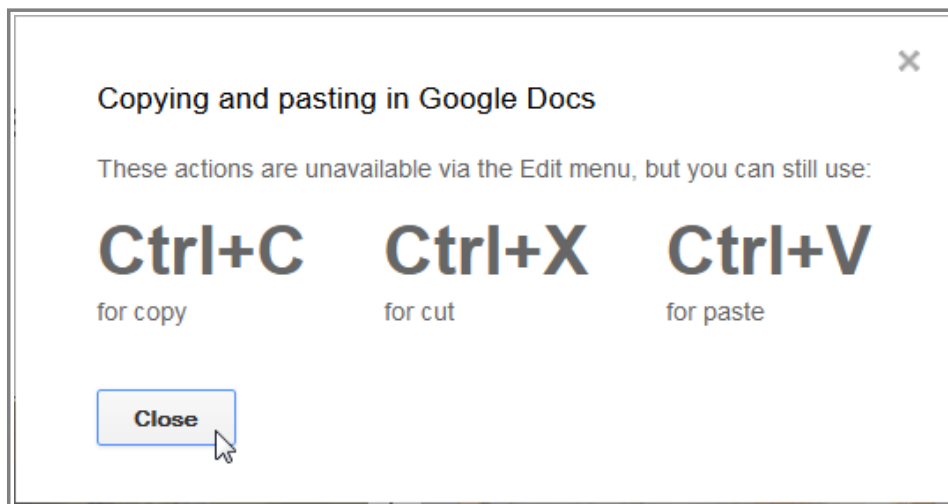 Copying and pasting in Google Docs
These actions are unavailable via the Edit menu, but you can still use:
Ctrl+C Ctrl+X Ctrl+V
for copy for cut for paste
Close